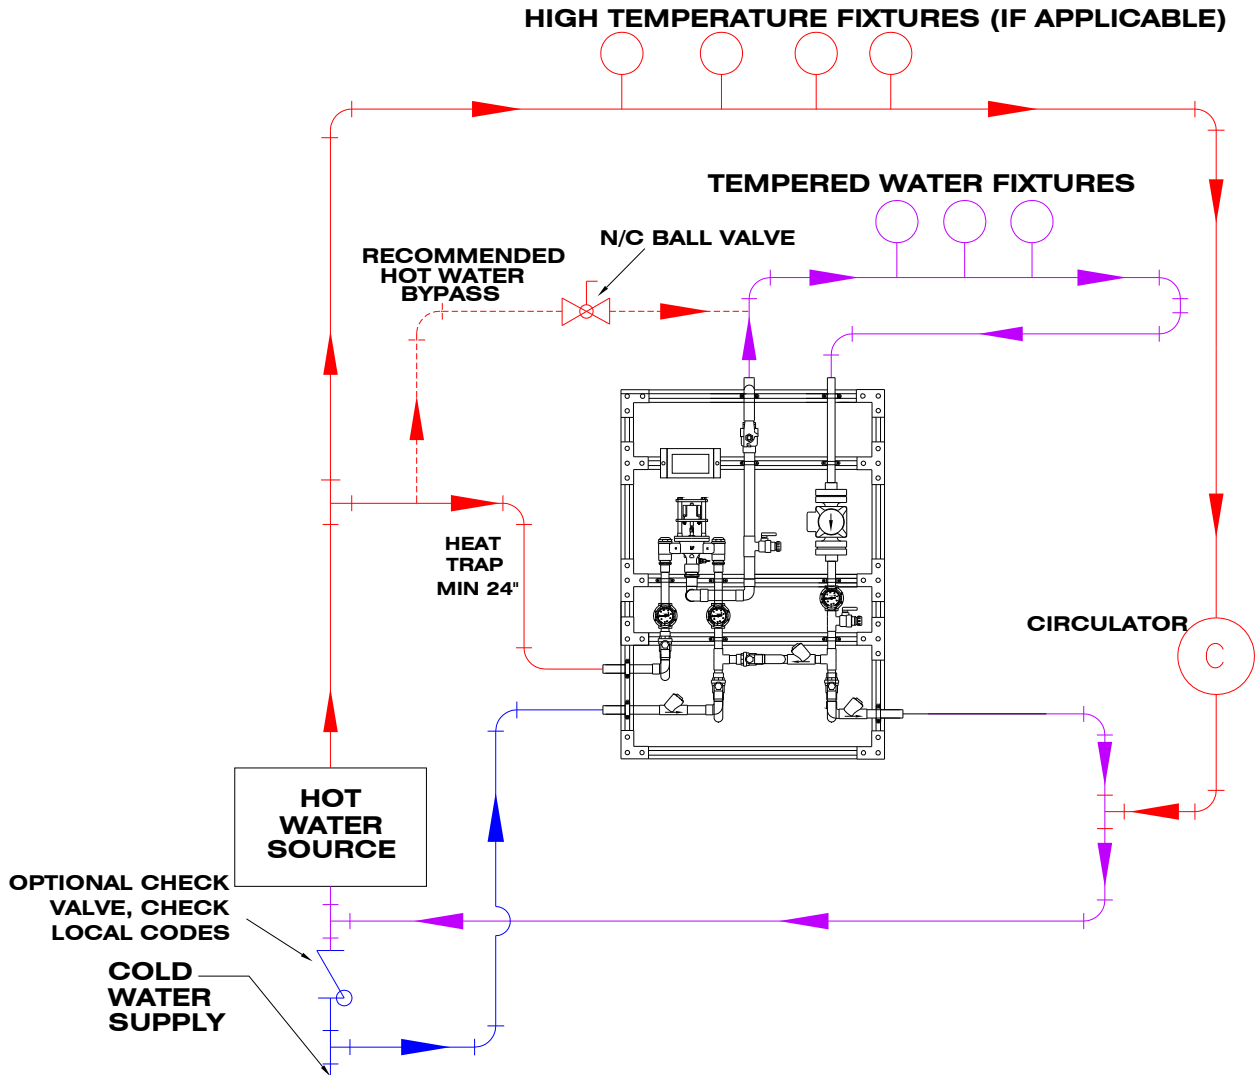 HIGH TEMPERATURE FIXTURES (IF APPLICABLE)
TEMPERED WATER FIXTURES
N/C BALL VALVE
RECOMMENDED
HOT WATER
BYPASS
HEAT
TRAP
MIN 24"
CIRCULATOR
C
HOT
WATER
SOURCE
OPTIONAL CHECK
VALVE, CHECK
LOCAL CODES
COLD
WATER
SUPPLY